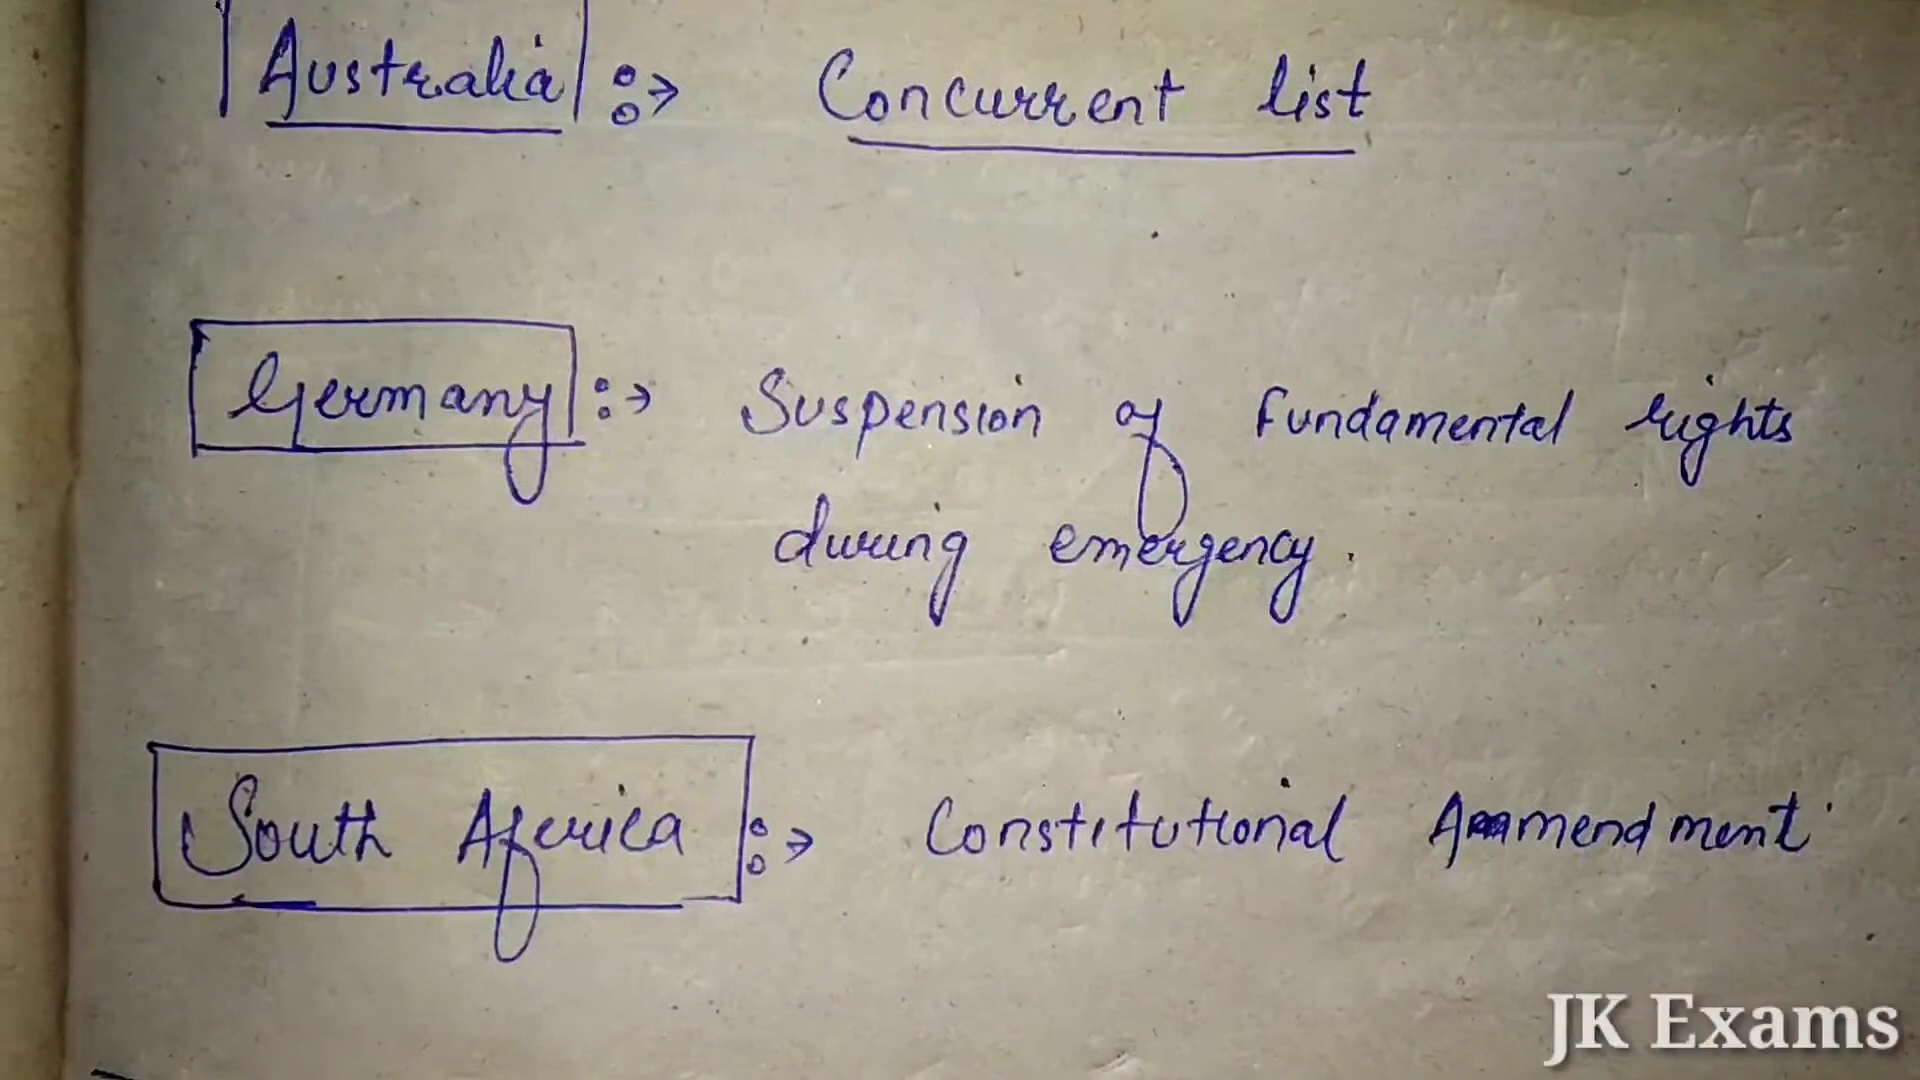 Australia :→ Concurrent list
Germany :→ Suspension of fundamental rights
during emergency.
South Africa :→ Constitutional Amendment
JK Exams